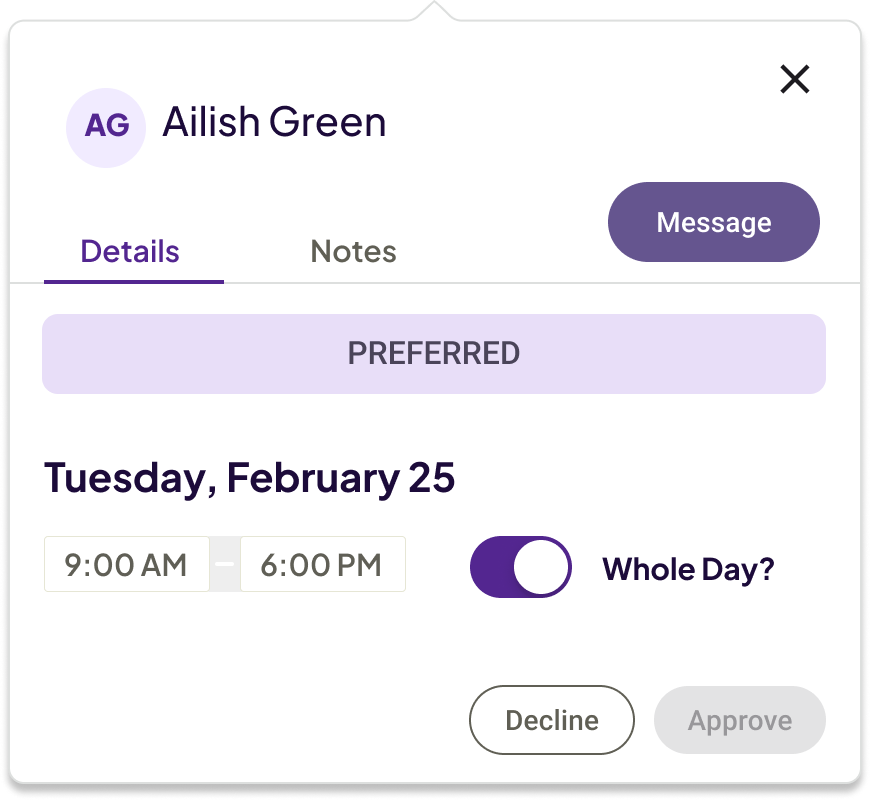 AG Ailish Green
Message
Details Notes
PREFERRED
Tuesday, February 25
9:00 AM – 6:00 PM Whole Day?
Decline Approve